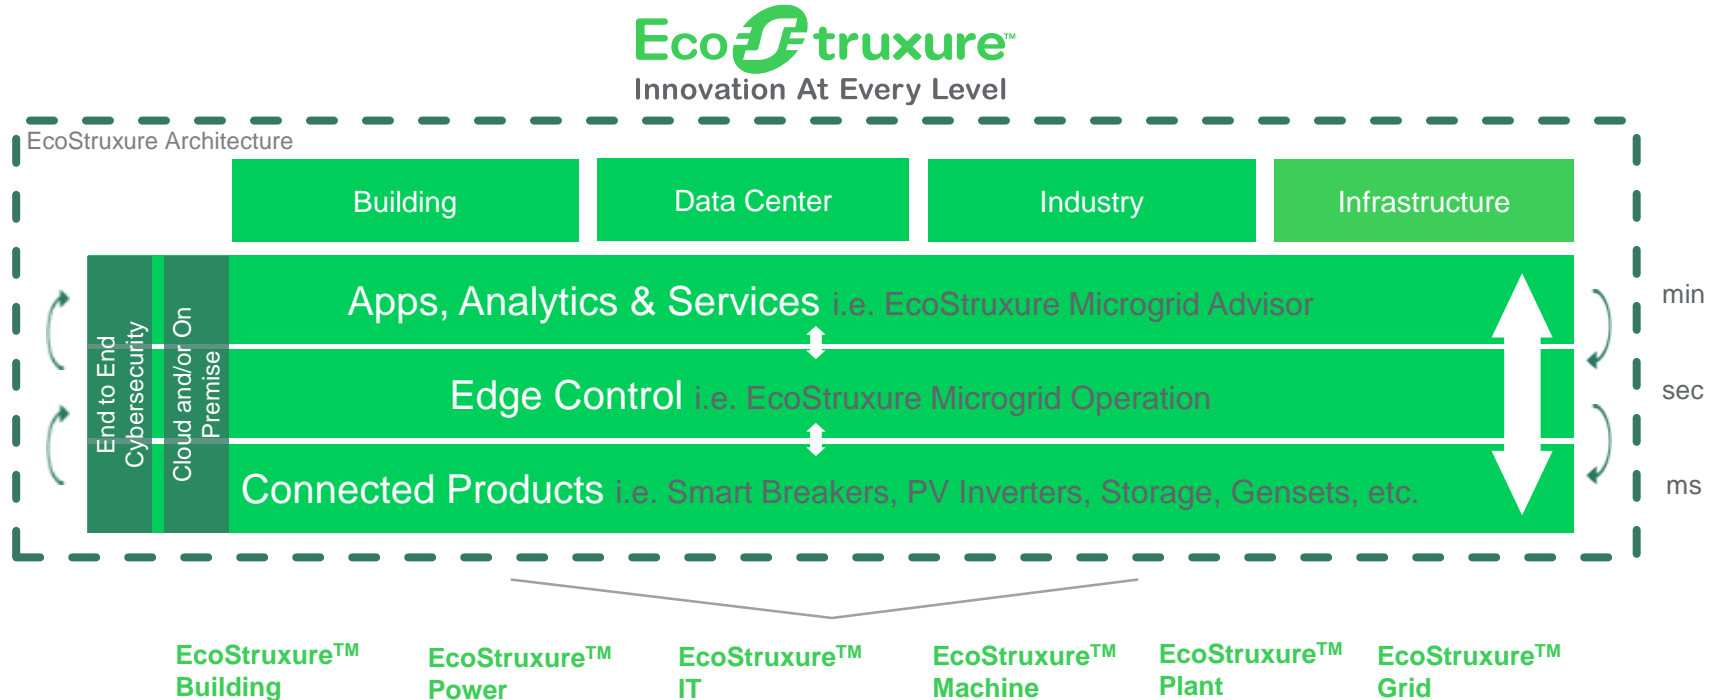 EcoStruxure™
Innovation At Every Level
EcoStruxure Architecture
Building
Data Center
Industry
Infrastructure
End to End
Cybersecurity
Cloud and/or On
Premise
Apps, Analytics & Services i.e. EcoStruxure Microgrid Advisor
min
Edge Control i.e. EcoStruxure Microgrid Operation
sec
Connected Products i.e. Smart Breakers, PV Inverters, Storage, Gensets, etc.
ms
EcoStruxure™
Building
EcoStruxure™
Power
EcoStruxure™
IT
EcoStruxure™
Machine
EcoStruxure™
Plant
EcoStruxure™
Grid